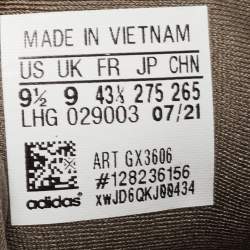 MADE IN VIETNAM
US UK FR JP CHN
9½ 9 43⅓ 275 265
LHG 029003 07/21
ART GX3606
#128236156
adidas xwJD6QKJ00434